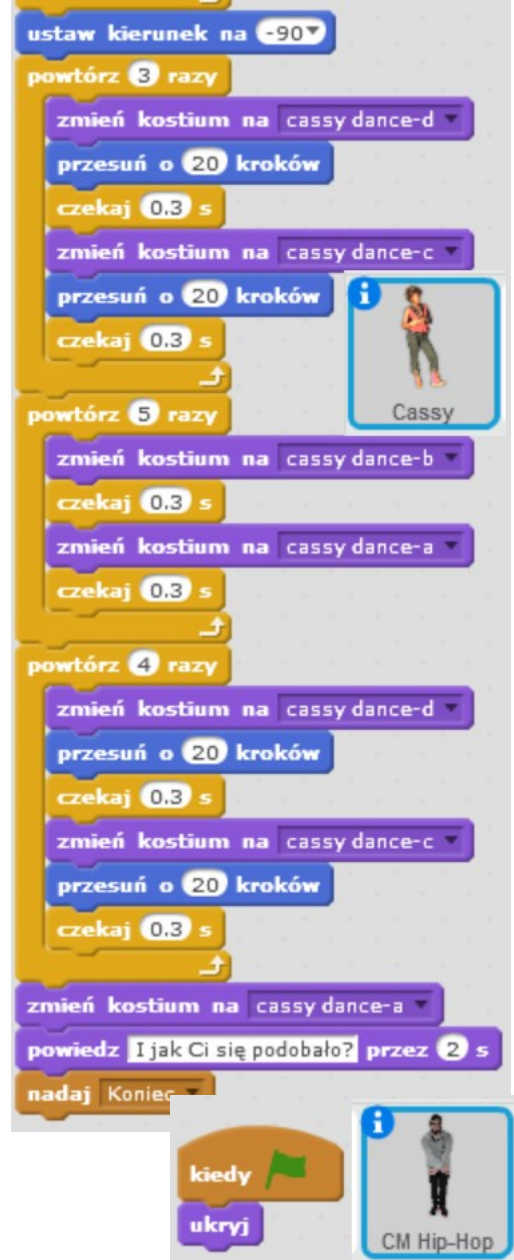 ustaw kierunek na -90
powtórz 3 razy
zmień kostium na cassy dance-d
przesuń o 20 kroków
czekaj 0.3 s
zmień kostium na cassy dance-c
przesuń o 20 kroków
czekaj 0.3 s
Cassy
powtórz 5 razy
zmień kostium na cassy dance-b
czekaj 0.3 s
zmień kostium na cassy dance-a
czekaj 0.3 s
powtórz 4 razy
zmień kostium na cassy dance-d
przesuń o 20 kroków
czekaj 0.3 s
zmień kostium na cassy dance-c
przesuń o 20 kroków
czekaj 0.3 s
zmień kostium na cassy dance-a
powiedz I jak Ci się podobało? przez 2 s
nadaj Koniec
kiedy
ukryj
CM Hip-Hop